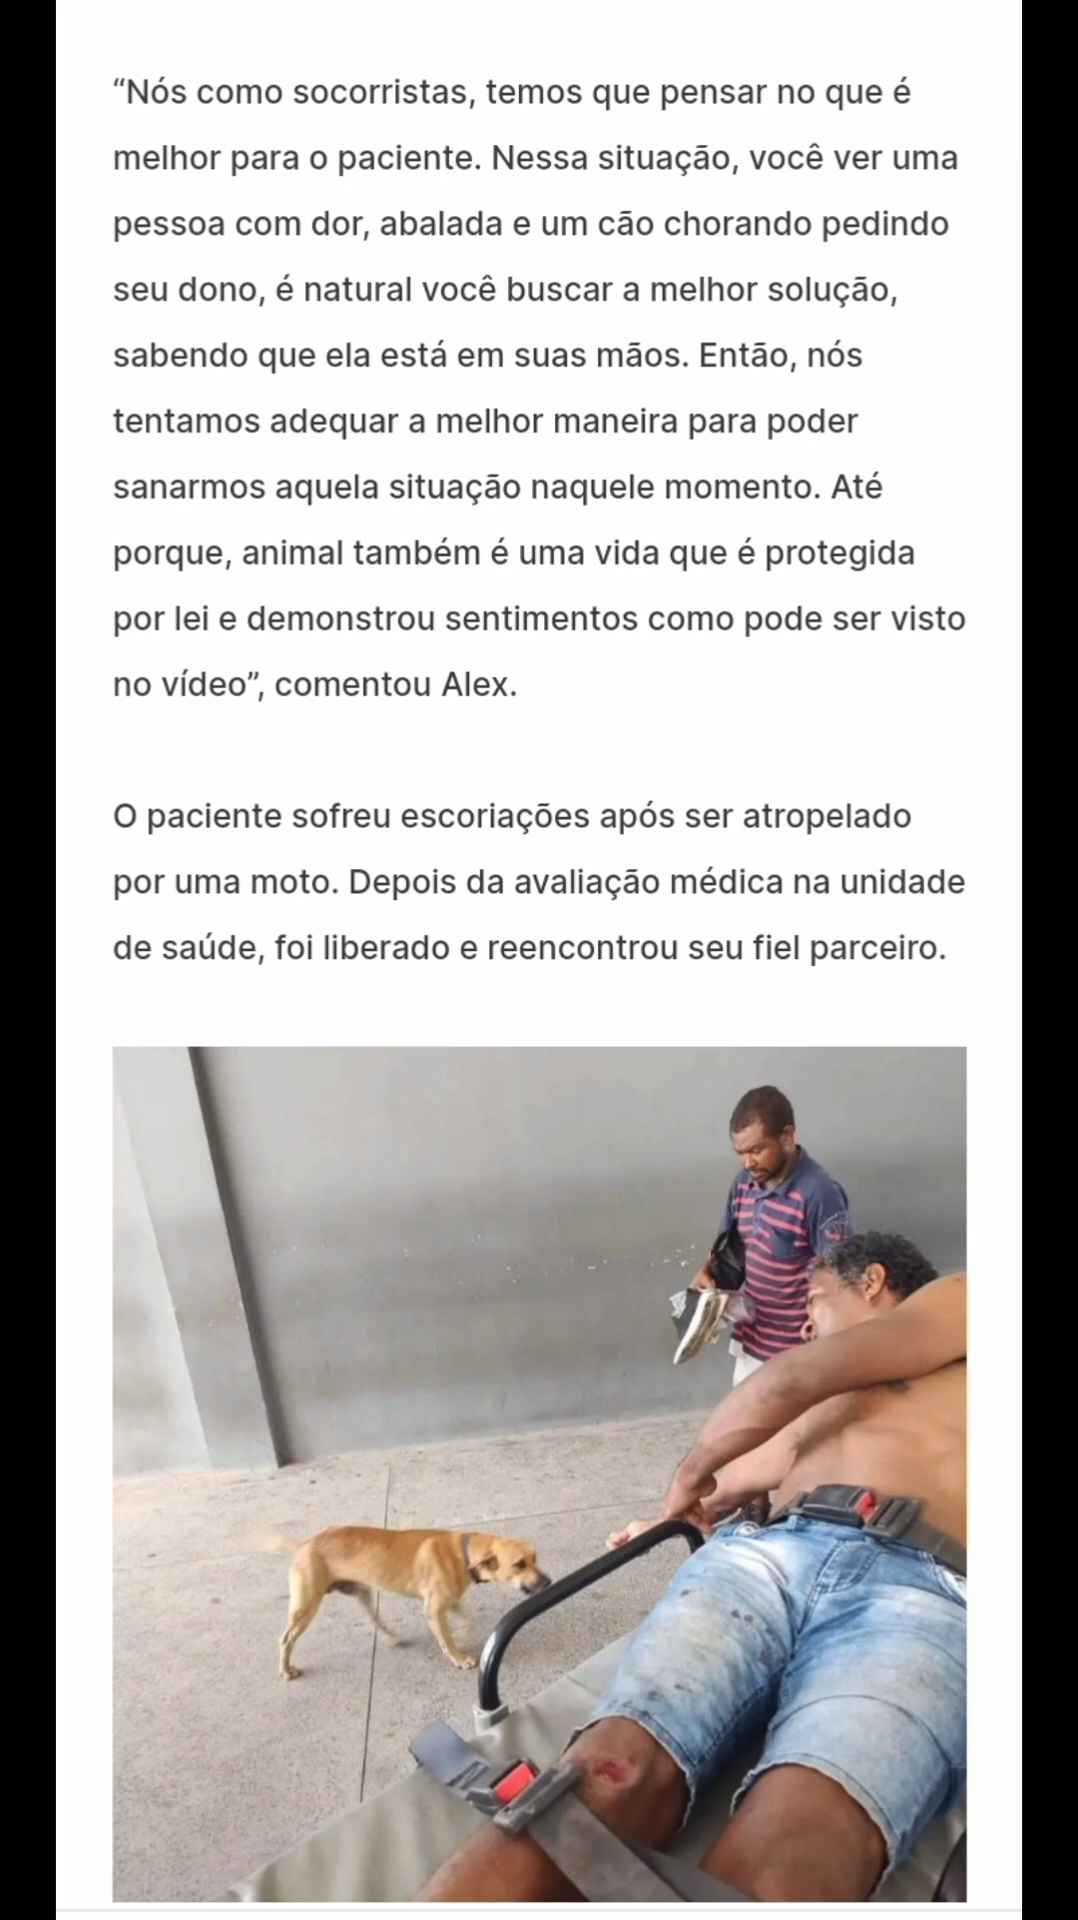 “Nós como socorristas, temos que pensar no que é
melhor para o paciente. Nessa situação, você ver uma
pessoa com dor, abalada e um cão chorando pedindo
seu dono, é natural você buscar a melhor solução,
sabendo que ela está em suas mãos. Então, nós
tentamos adequar a melhor maneira para poder
sanarmos aquela situação naquele momento. Até
porque, animal também é uma vida que é protegida
por lei e demonstrou sentimentos como pode ser visto
no vídeo”, comentou Alex.
O paciente sofreu escoriações após ser atropelado
por uma moto. Depois da avaliação médica na unidade
de saúde, foi liberado e reencontrou seu fiel parceiro.